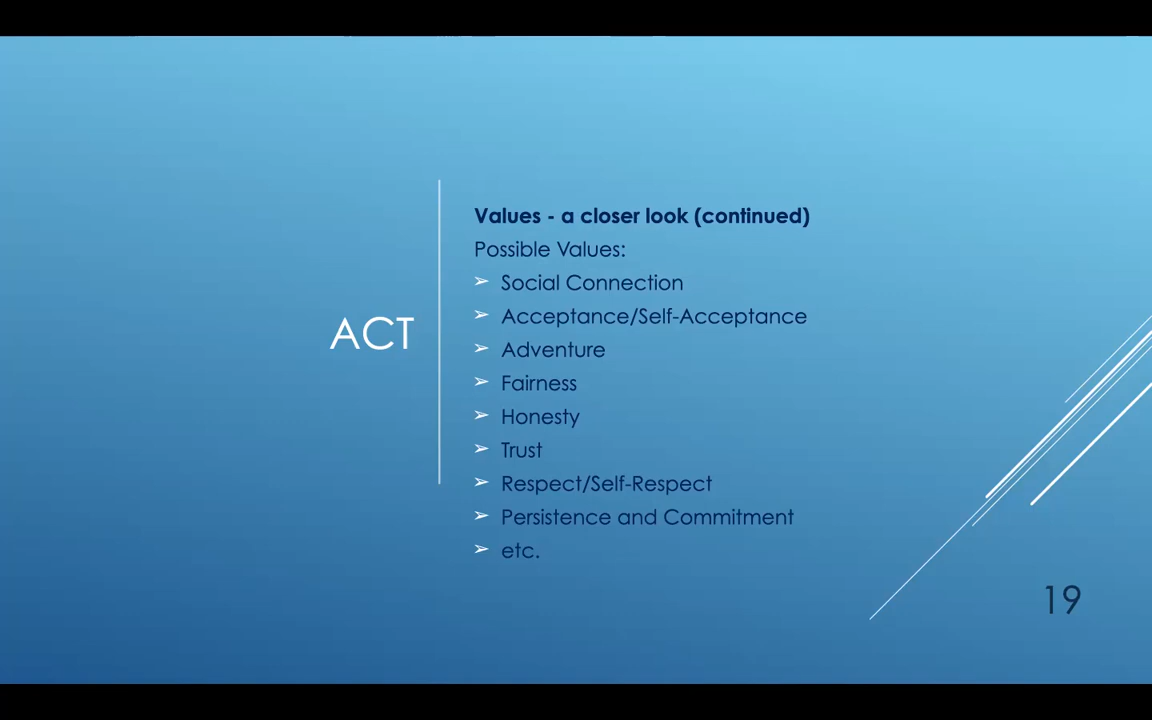 ACT
Values - a closer look (continued)
Possible Values:
➢ Social Connection
➢ Acceptance/Self-Acceptance
➢ Adventure
➢ Fairness
➢ Honesty
➢ Trust
➢ Respect/Self-Respect
➢ Persistence and Commitment
➢ etc.
19